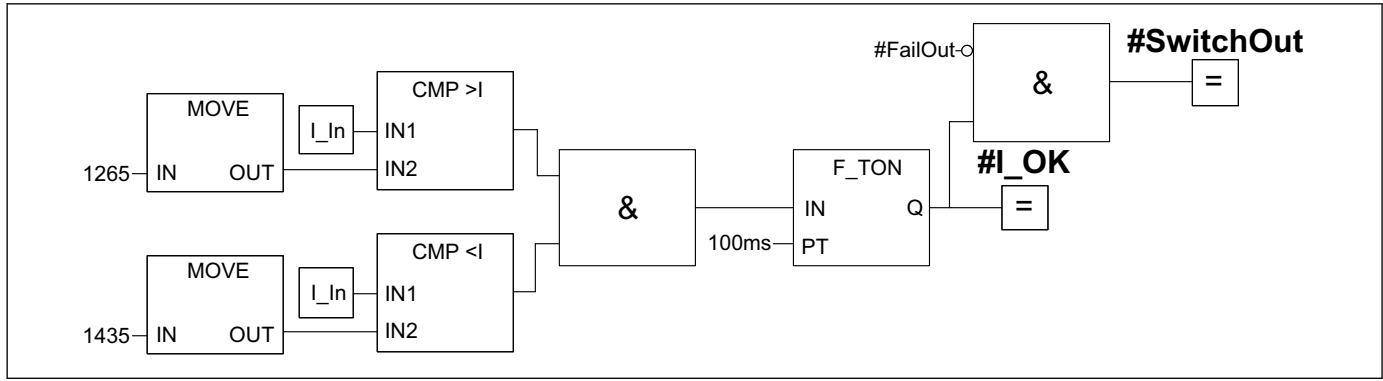 #FailOut
#SwitchOut
&
=
CMP >I
MOVE
I_In
IN1
IN2
1265
IN
OUT
#I_OK
F_TON
&
IN
Q
=
100ms
PT
CMP <I
MOVE
I_In
IN1
IN2
1435
IN
OUT